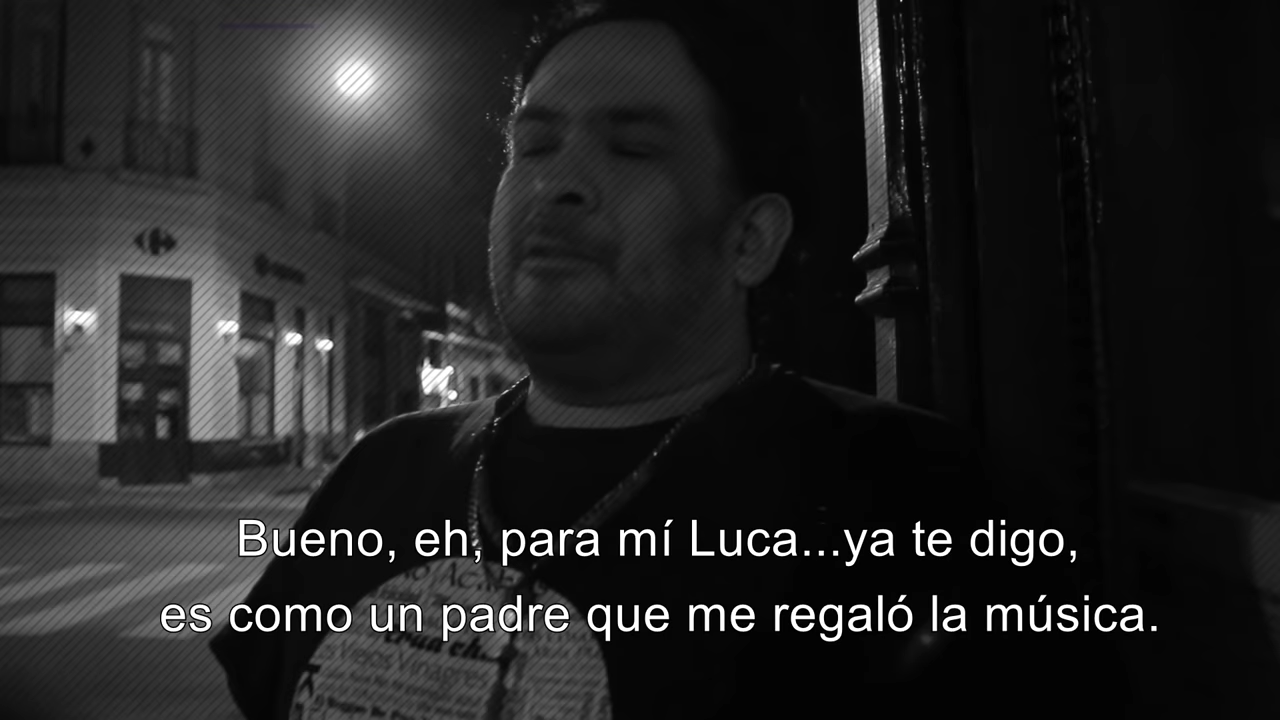 Bueno, eh, para mí Luca...ya te digo,
es como un padre que me regaló la música.